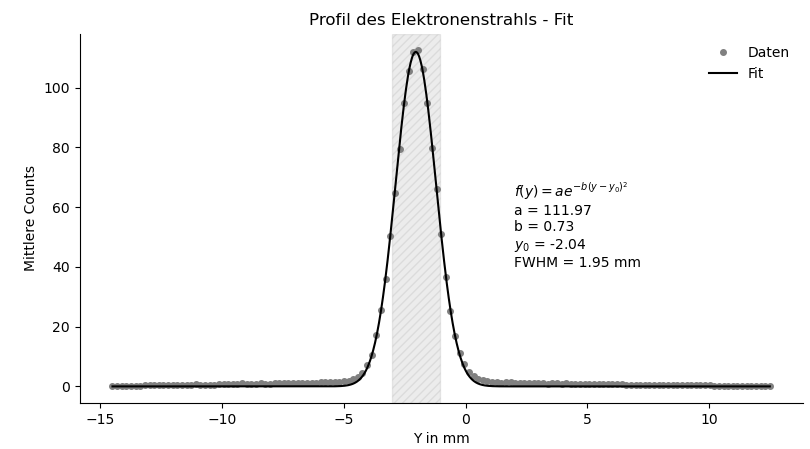 Profil des Elektronenstrahls - Fit
Daten
Fit
Mittlere Counts
100
80
60
40
20
0
f(y) = ae^{-b(y-y_0)^2}
a = 111.97
b = 0.73
y_0 = -2.04
FWHM = 1.95 mm
−15
−10
−5
0
5
10
Y in mm